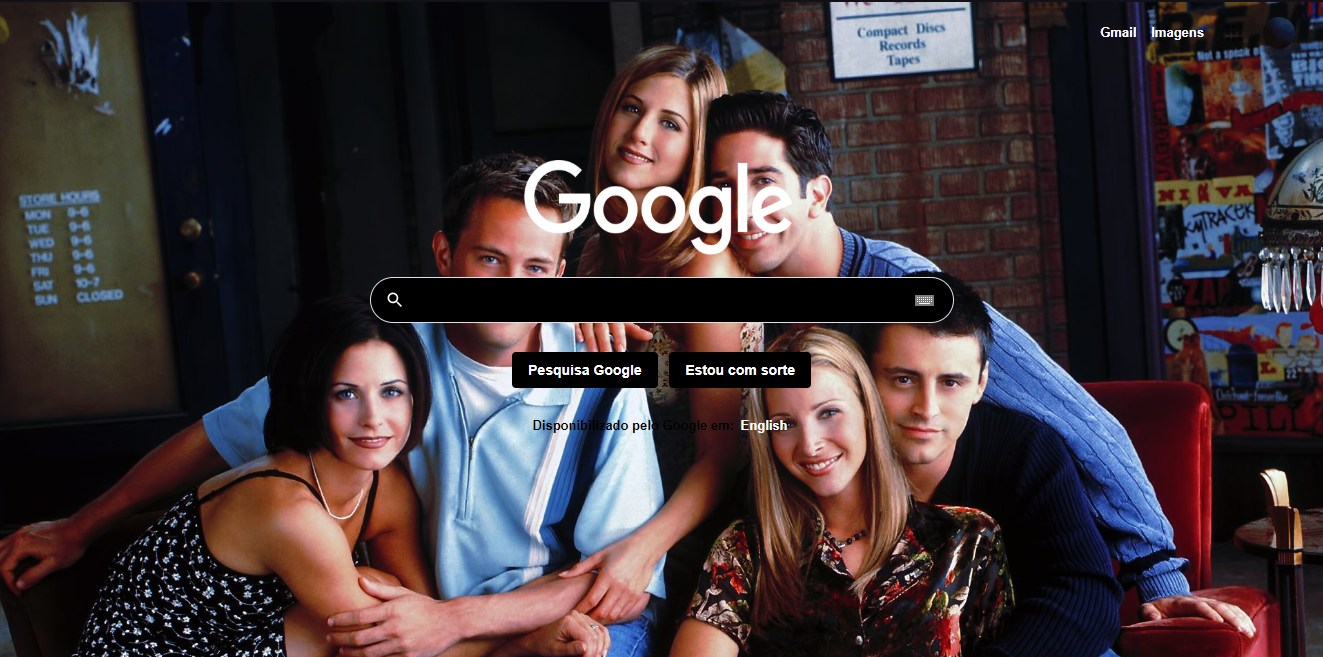 Gmail Imagens
Compact Discs
Records
Tapes
Not a speak
Google
STORE HOURS
MON 9-6
TUE 9-6
WED 9-6
THU 9-6
FRI 9-6
SAT 10-7
SUN CLOSED
Pesquisa Google
Estou com sorte
Disponibilizado pelo Google em: English